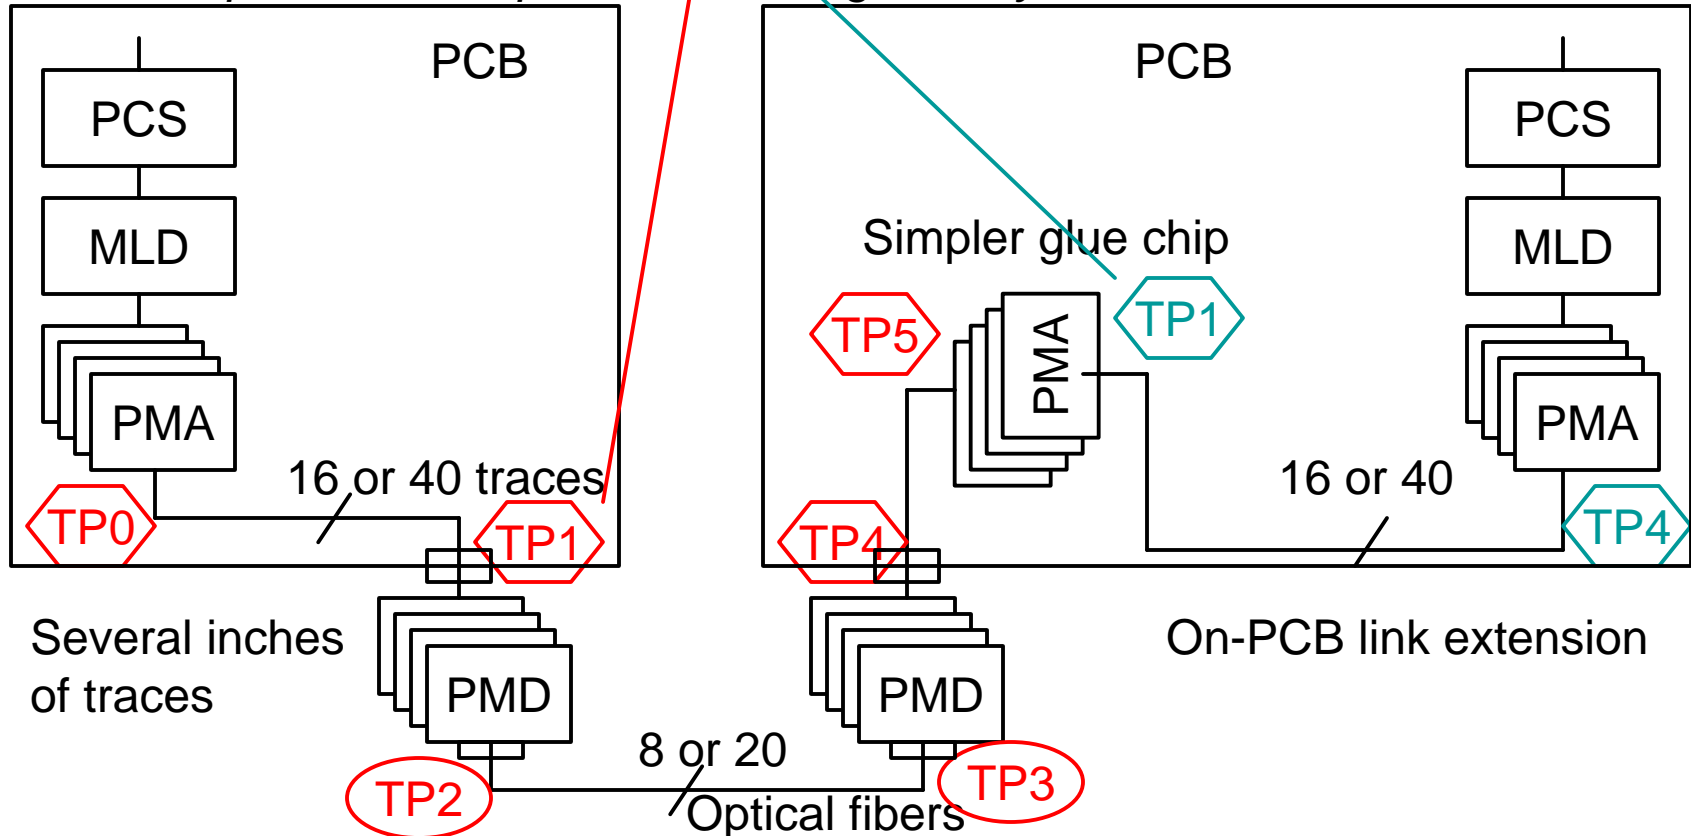 PCB
PCS
MLD
PMA
16 or 40 traces
TP0
TP1
Several inches
of traces
PMD
TP2
8 or 20
Optical fibers
PCB
PCS
MLD
PMA
Simpler glue chip
TP5
PMA
TP1
16 or 40
TP4
TP4
On-PCB link extension
PMD
TP3